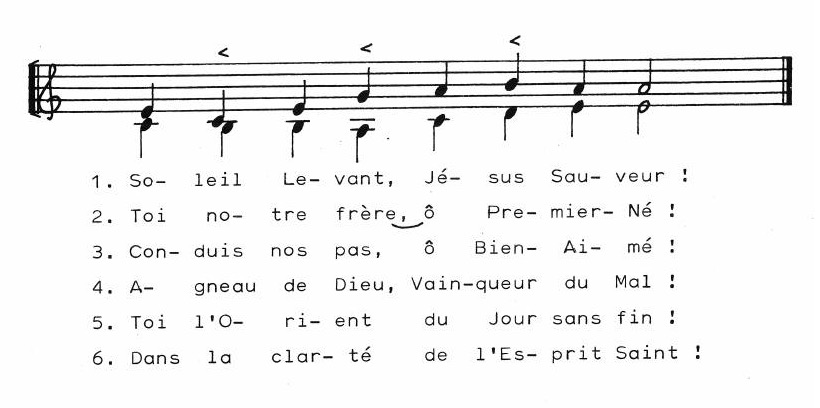 1. So- leil Le- vant, Jé- sus Sau- veur !
2. Toi no- tre frère, ô Pre- mier- Né !
3. Con- duis nos pas, ô Bien- Ai- mé !
4. A- gneau de Dieu, Vain-queur du Mal !
5. Toi l'O- ri- ent du Jour sans fin !
6. Dans la clar- té de l'Es- prit Saint !